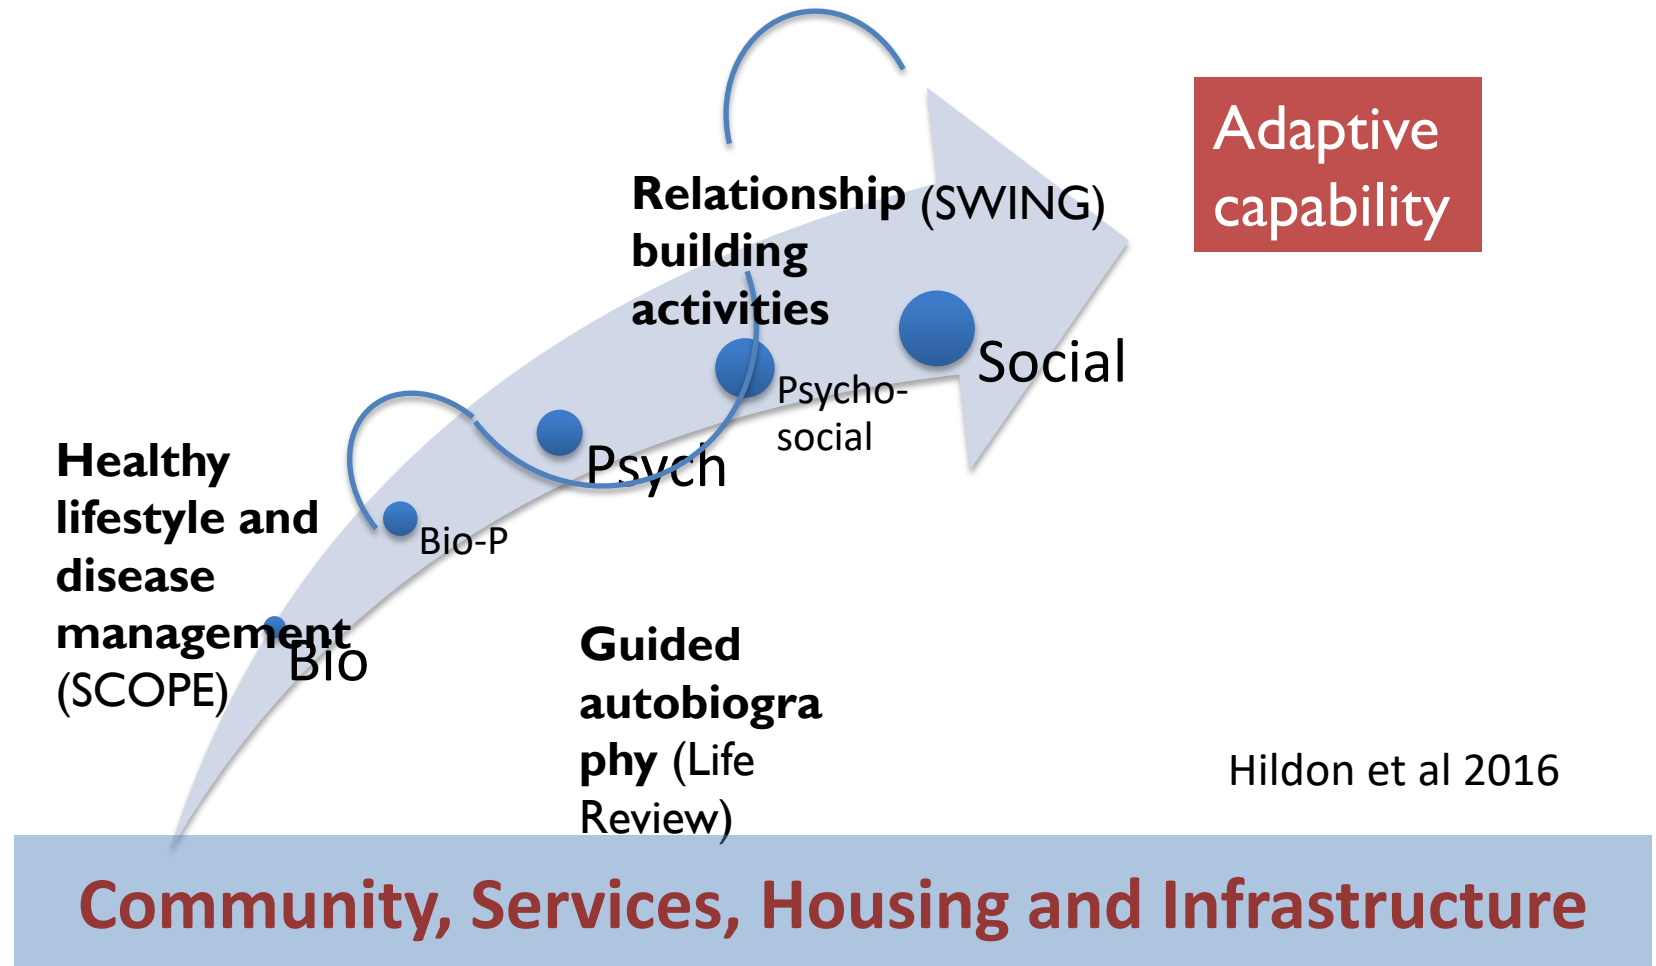 Adaptive
capability
Relationship (SWING)
building
activities
Social
Psycho-
social
Psych
Bio-P
Healthy
lifestyle and
disease
management
(SCOPE)
Bio
Guided
autobiogra
phy (Life
Review)
Hildon et al 2016
Community, Services, Housing and Infrastructure